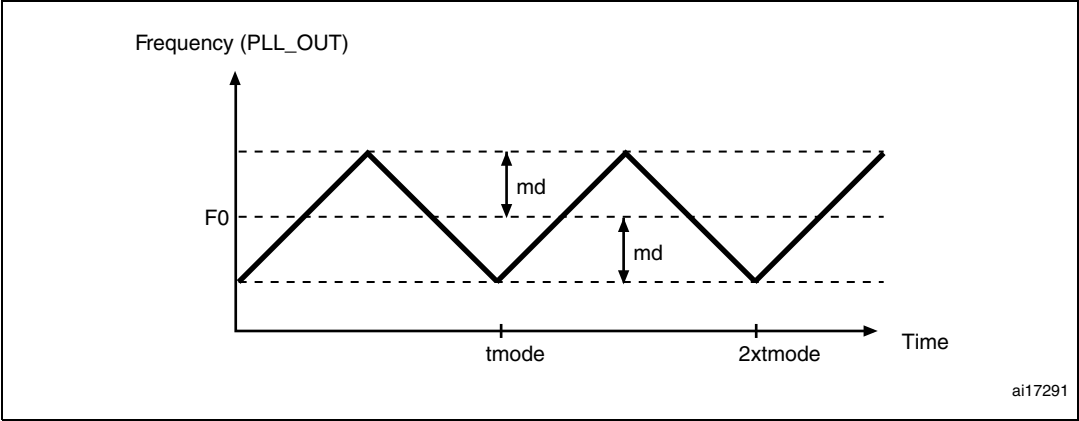 Frequency (PLL_OUT)
md
F0
md
tmode
2xtmode
Time
ai17291